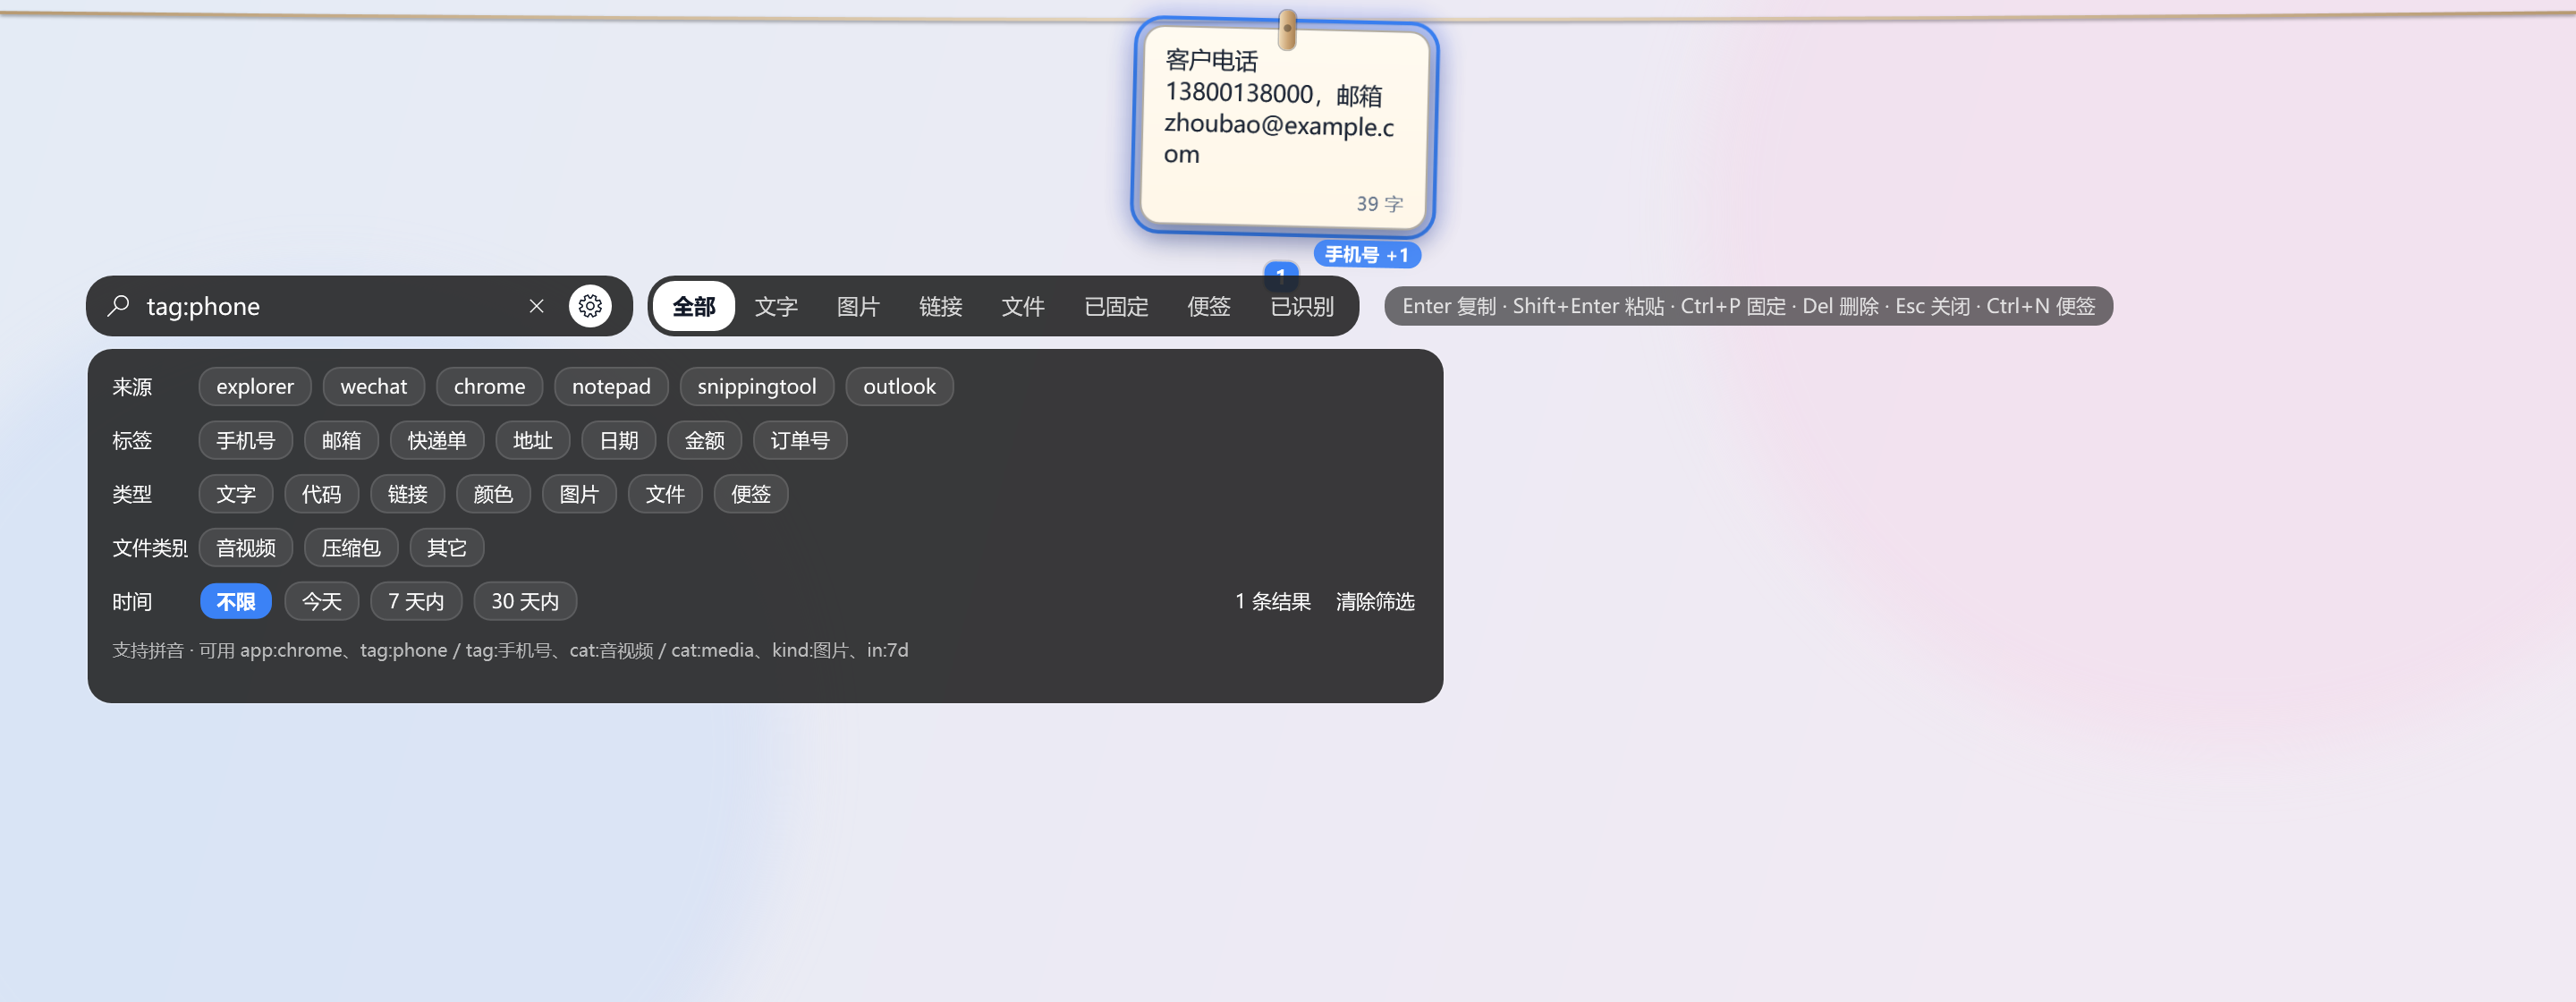 客户电话
13800138000，邮箱
zhoubao@example.c
om
39 字
手机号 +1
1
tag:phone
全部 文字 图片 链接 文件 已固定 便签 已识别
Enter 复制 · Shift+Enter 粘贴 · Ctrl+P 固定 · Del 删除 · Esc 关闭 · Ctrl+N 便签
来源 explorer wechat chrome notepad snippingtool outlook
标签 手机号 邮箱 快递单 地址 日期 金额 订单号
类型 文字 代码 链接 颜色 图片 文件 便签
文件类别 音视频 压缩包 其它
时间 不限 今天 7 天内 30 天内 1 条结果 清除筛选
支持拼音 · 可用 app:chrome、tag:phone / tag:手机号、cat:音视频 / cat:media、kind:图片、in:7d